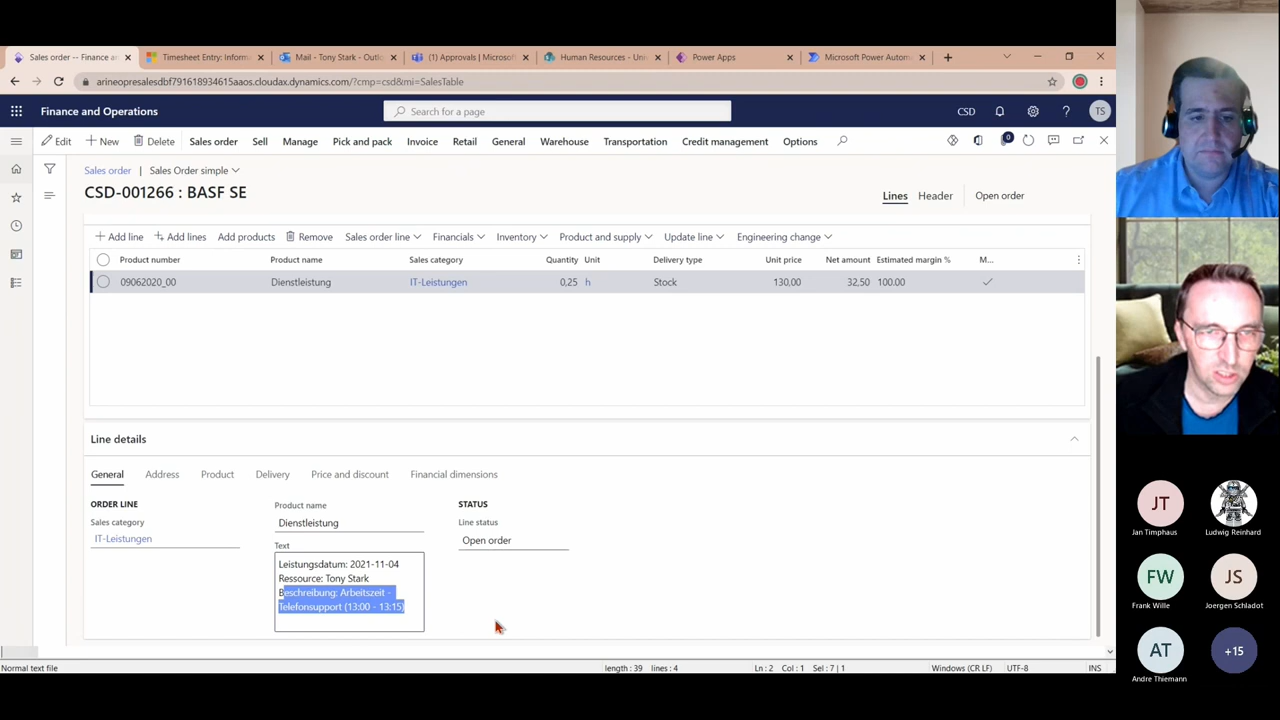 Sales order -- Finance an
Timesheet Entry: Inform
Mail - Tony Stark - Outlo
(1) Approvals | Microsof
Human Resources - Uni
Power Apps
Microsoft Power Autom
arineopresalesdbf791618934615aaos.cloudax.dynamics.com/?cmp=csd&mi=SalesTable
Finance and Operations
Search for a page
CSD
TS
Edit
New
Delete
Sales order
Sell
Manage
Pick and pack
Invoice
Retail
General
Warehouse
Transportation
Credit management
Options
0
Sales order | Sales Order simple
CSD-001266 : BASF SE
Lines
Header
Open order
Add line
Add lines
Add products
Remove
Sales order line
Financials
Inventory
Product and supply
Update line
Engineering change
Product number
Product name
Sales category
Quantity
Unit
Delivery type
Unit price
Net amount
Estimated margin %
M...
09062020_00
Dienstleistung
IT-Leistungen
0,25
h
Stock
130,00
32,50
100.00
Line details
General
Address
Product
Delivery
Price and discount
Financial dimensions
ORDER LINE
Sales category
IT-Leistungen
Product name
Dienstleistung
Text
Leistungsdatum: 2021-11-04
Ressource: Tony Stark
Beschreibung: Arbeitszeit -
Telefonsupport (13:00 - 13:15)
STATUS
Line status
Open order
Normal text file
length : 39 lines : 4
Ln : 2 Col : 1 Sel : 7 | 1
Windows (CR LF)
UTF-8
INS
JT
Jan Timphaus
Ludwig Reinhard
FW
Frank Wille
JS
Joergen Schladot
AT
Andre Thiemann
+15